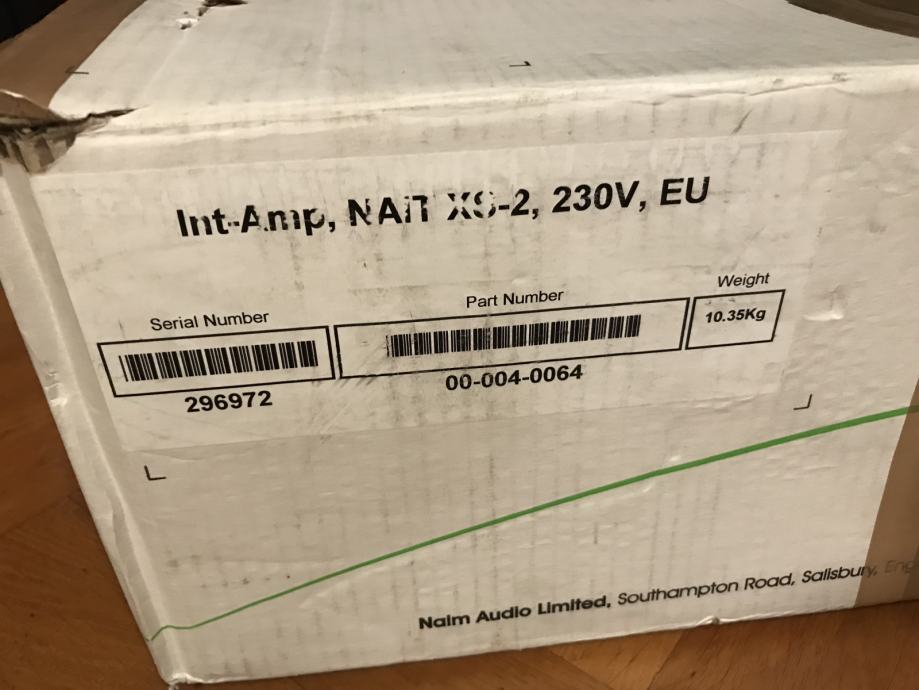 Int-Amp, NAIT XS-2, 230V, EU
Serial Number
Part Number
Weight
10.35Kg
296972
00-004-0064
Naim Audio Limited, Southampton Road, Salisbury, Eng